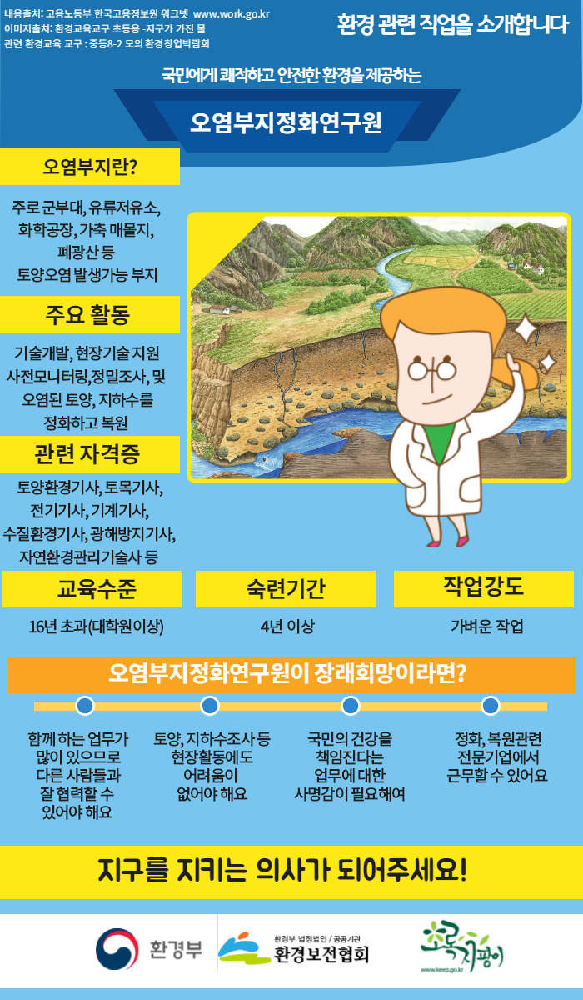 내용출처: 고용노동부 한국고용정보원 워크넷 www.work.go.kr
이미지출처: 환경교육교구 초등용 -지구가 가진 물
관련 환경교육 교구 : 중등8-2 모의 환경창업박람회
환경 관련 직업을 소개합니다
국민에게 쾌적하고 안전한 환경을 제공하는
오염부지정화연구원
오염부지란?
주로 군부대, 유류저유소,
화학공장, 가축 매몰지,
폐광산 등
토양오염 발생가능 부지
주요 활동
기술개발, 현장기술 지원
사전모니터링,정밀조사, 및
오염된 토양, 지하수를
정화하고 복원
관련 자격증
토양환경기사, 토목기사,
전기기사, 기계기사,
수질환경기사, 광해방지기사,
자연환경관리기술사 등
교육수준
16년 초과(대학원이상)
숙련기간
4년 이상
작업강도
가벼운 작업
오염부지정화연구원이 장래희망이라면?
함께 하는 업무가
많이 있으므로
다른 사람들과
잘 협력할 수
있어야 해요
토양, 지하수조사 등
현장활동에도
어려움이
없어야 해요
국민의 건강을
책임진다는
업무에 대한
사명감이 필요해여
정화, 복원관련
전문기업에서
근무할 수 있어요
지구를 지키는 의사가 되어주세요!
환경부
환경부 법정법인 / 공공기관
환경보전협회
초록지팡이
www.keep.go.kr